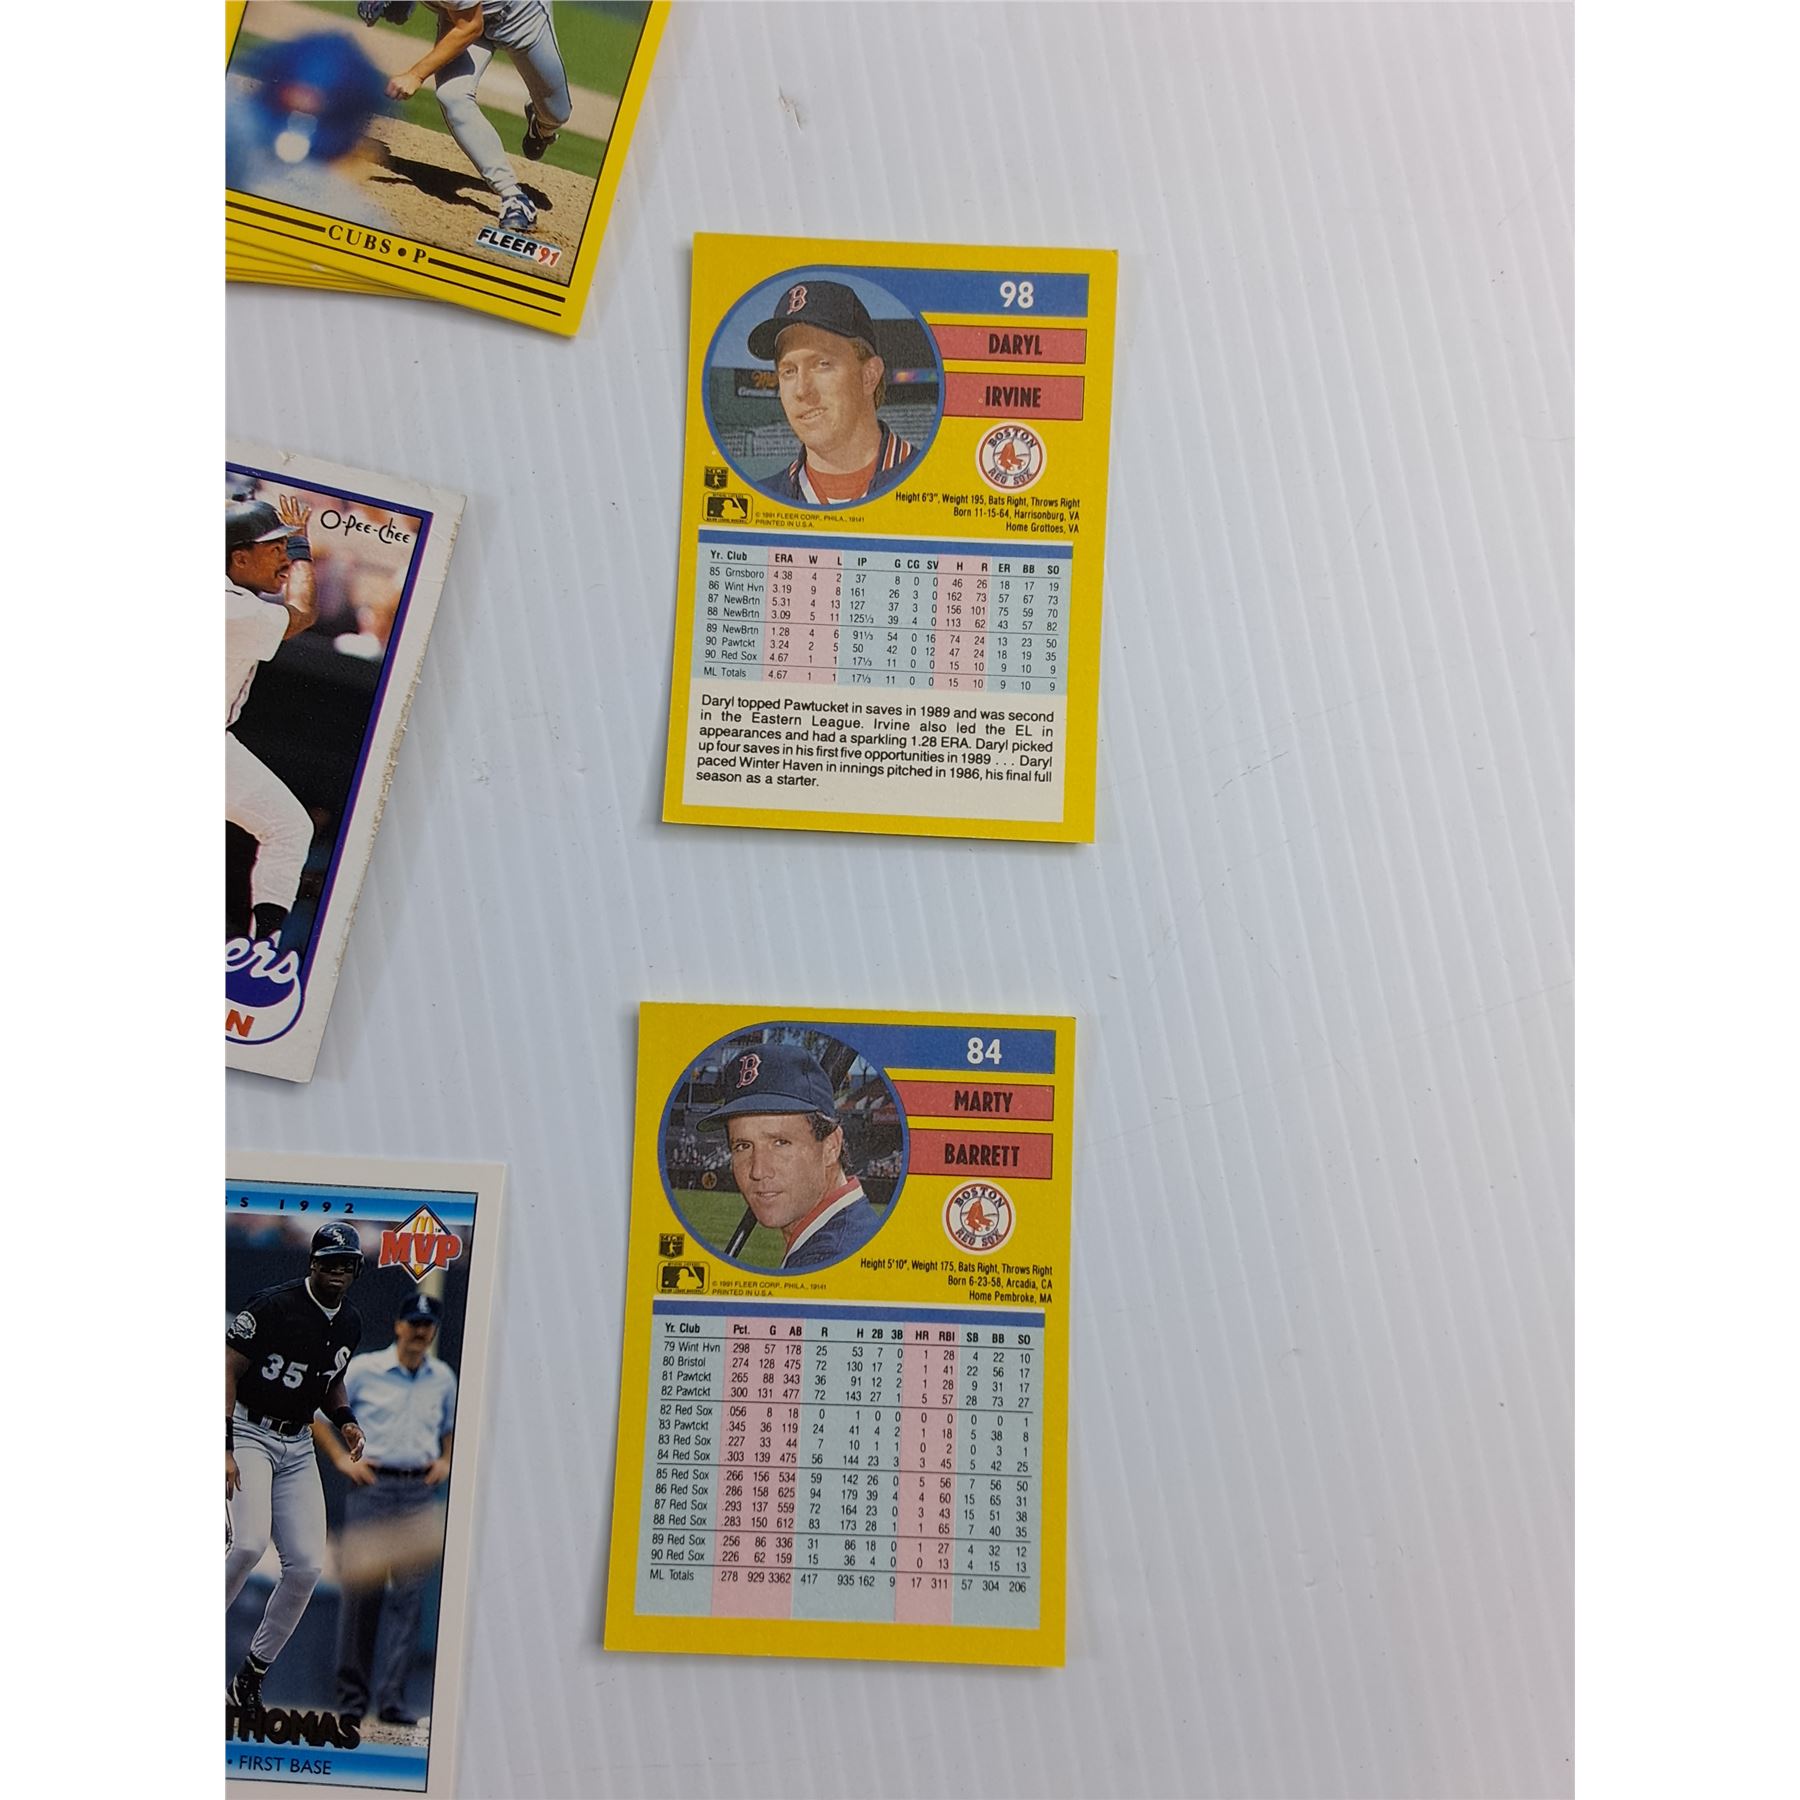 CUBS • P
FLEER '91
O-Pee-Chee
ers
N
S 1992
MVP
35
THOMAS
• FIRST BASE
B
98
DARYL
IRVINE
BOSTON
RED SOX
Height 6'3", Weight 195, Bats Right, Throws Right
Born 11-15-64, Harrisonburg, VA
Home Grottoes, VA
© 1991 FLEER CORP., PHILA., 19141
PRINTED IN U.S.A.
Yr. Club ERA W L IP G CG SV H R ER BB SO
85 Grnsboro 4.38 4 2 37 8 0 0 46 26 18 17 19
86 Wint Hvn 3.19 9 8 161 26 3 0 162 73 57 67 73
87 NewBrtn 5.31 4 13 127 37 3 0 156 101 75 59 70
88 NewBrtn 3.09 5 11 125⅓ 39 4 0 113 62 43 57 82
89 NewBrtn 1.28 4 6 91⅓ 54 0 16 74 24 13 23 50
90 Pawtckt 3.24 2 5 50 42 0 12 47 24 18 19 35
90 Red Sox 4.67 1 1 17⅓ 11 0 0 15 10 9 10 9
ML Totals 4.67 1 1 17⅓ 11 0 0 15 10 9 10 9
Daryl topped Pawtucket in saves in 1989 and was second
in the Eastern League. Irvine also led the EL in
appearances and had a sparkling 1.28 ERA. Daryl picked
up four saves in his first five opportunities in 1989 . . . Daryl
paced Winter Haven in innings pitched in 1986, his final full
season as a starter.
B
84
MARTY
BARRETT
BOSTON
RED SOX
Height 5'10", Weight 175, Bats Right, Throws Right
Born 6-23-58, Arcadia, CA
Home Pembroke, MA
© 1991 FLEER CORP., PHILA., 19141
PRINTED IN U.S.A.
Yr. Club Pct. G AB R H 2B 3B HR RBI SB BB SO
79 Wint Hvn .298 57 178 25 53 7 0 1 28 4 22 10
80 Bristol .274 128 475 72 130 17 2 1 41 22 56 17
81 Pawtckt .265 88 343 36 91 12 2 1 28 9 31 17
82 Pawtckt .300 131 477 72 143 27 1 5 57 28 73 27
82 Red Sox .056 8 18 0 1 0 0 0 0 0 0 1
83 Pawtckt .345 36 119 24 41 4 2 1 18 5 38 8
83 Red Sox .227 33 44 7 10 1 1 0 2 0 3 1
84 Red Sox .303 139 475 56 144 23 3 3 45 5 42 25
85 Red Sox .266 156 534 59 142 26 0 5 56 7 56 50
86 Red Sox .286 158 625 94 179 39 4 4 60 15 65 31
87 Red Sox .293 137 559 72 164 23 0 3 43 15 51 38
88 Red Sox .283 150 612 83 173 28 1 1 65 7 40 35
89 Red Sox .256 86 336 31 86 18 0 1 27 4 32 12
90 Red Sox .226 62 159 15 36 4 0 0 13 4 15 13
ML Totals .278 929 3362 417 935 162 9 17 311 57 304 206